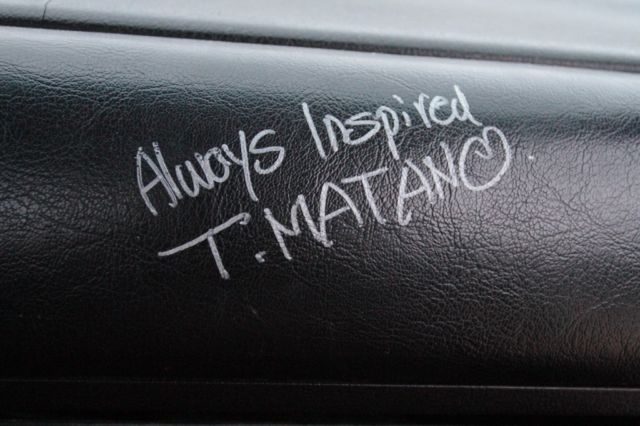 Always Inspired
T. MATANO